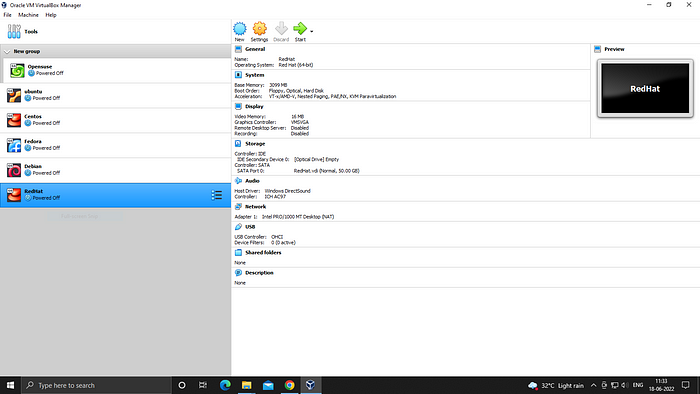 Oracle VM VirtualBox Manager
File Machine Help
Tools
New group
Opensuse
Powered Off
ubuntu
Powered Off
Centos
Powered Off
Fedora
Powered Off
Debian
Powered Off
RedHat
Powered Off
New Settings Discard Start
General
Name: RedHat
Operating System: Red Hat (64-bit)
System
Base Memory: 3099 MB
Boot Order: Floppy, Optical, Hard Disk
Acceleration: VT-x/AMD-V, Nested Paging, PAE/NX, KVM Paravirtualization
Display
Video Memory: 16 MB
Graphics Controller: VMSVGA
Remote Desktop Server: Disabled
Recording: Disabled
Storage
Controller: IDE
IDE Secondary Device 0: [Optical Drive] Empty
Controller: SATA
SATA Port 0: RedHat.vdi (Normal, 50.00 GB)
Audio
Host Driver: Windows DirectSound
Controller: ICH AC97
Network
Adapter 1: Intel PRO/1000 MT Desktop (NAT)
USB
USB Controller: OHCI
Device Filters: 0 (0 active)
Shared folders
None
Description
None
Preview
RedHat
Type here to search
32°C Light rain
ENG
11:33
18-06-2022